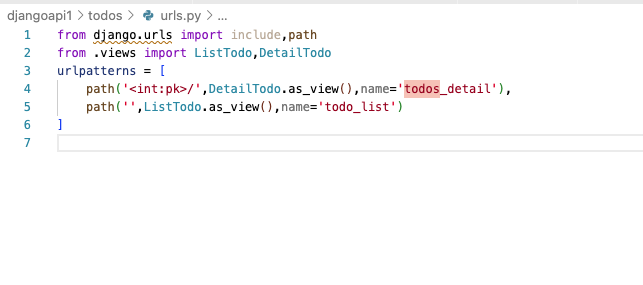 djangoapi1 > todos > urls.py > ...
1 from django.urls import include,path
2 from .views import ListTodo,DetailTodo
3 urlpatterns = [
4     path('<int:pk>/',DetailTodo.as_view(),name='todos_detail'),
5     path('',ListTodo.as_view(),name='todo_list')
6 ]
7